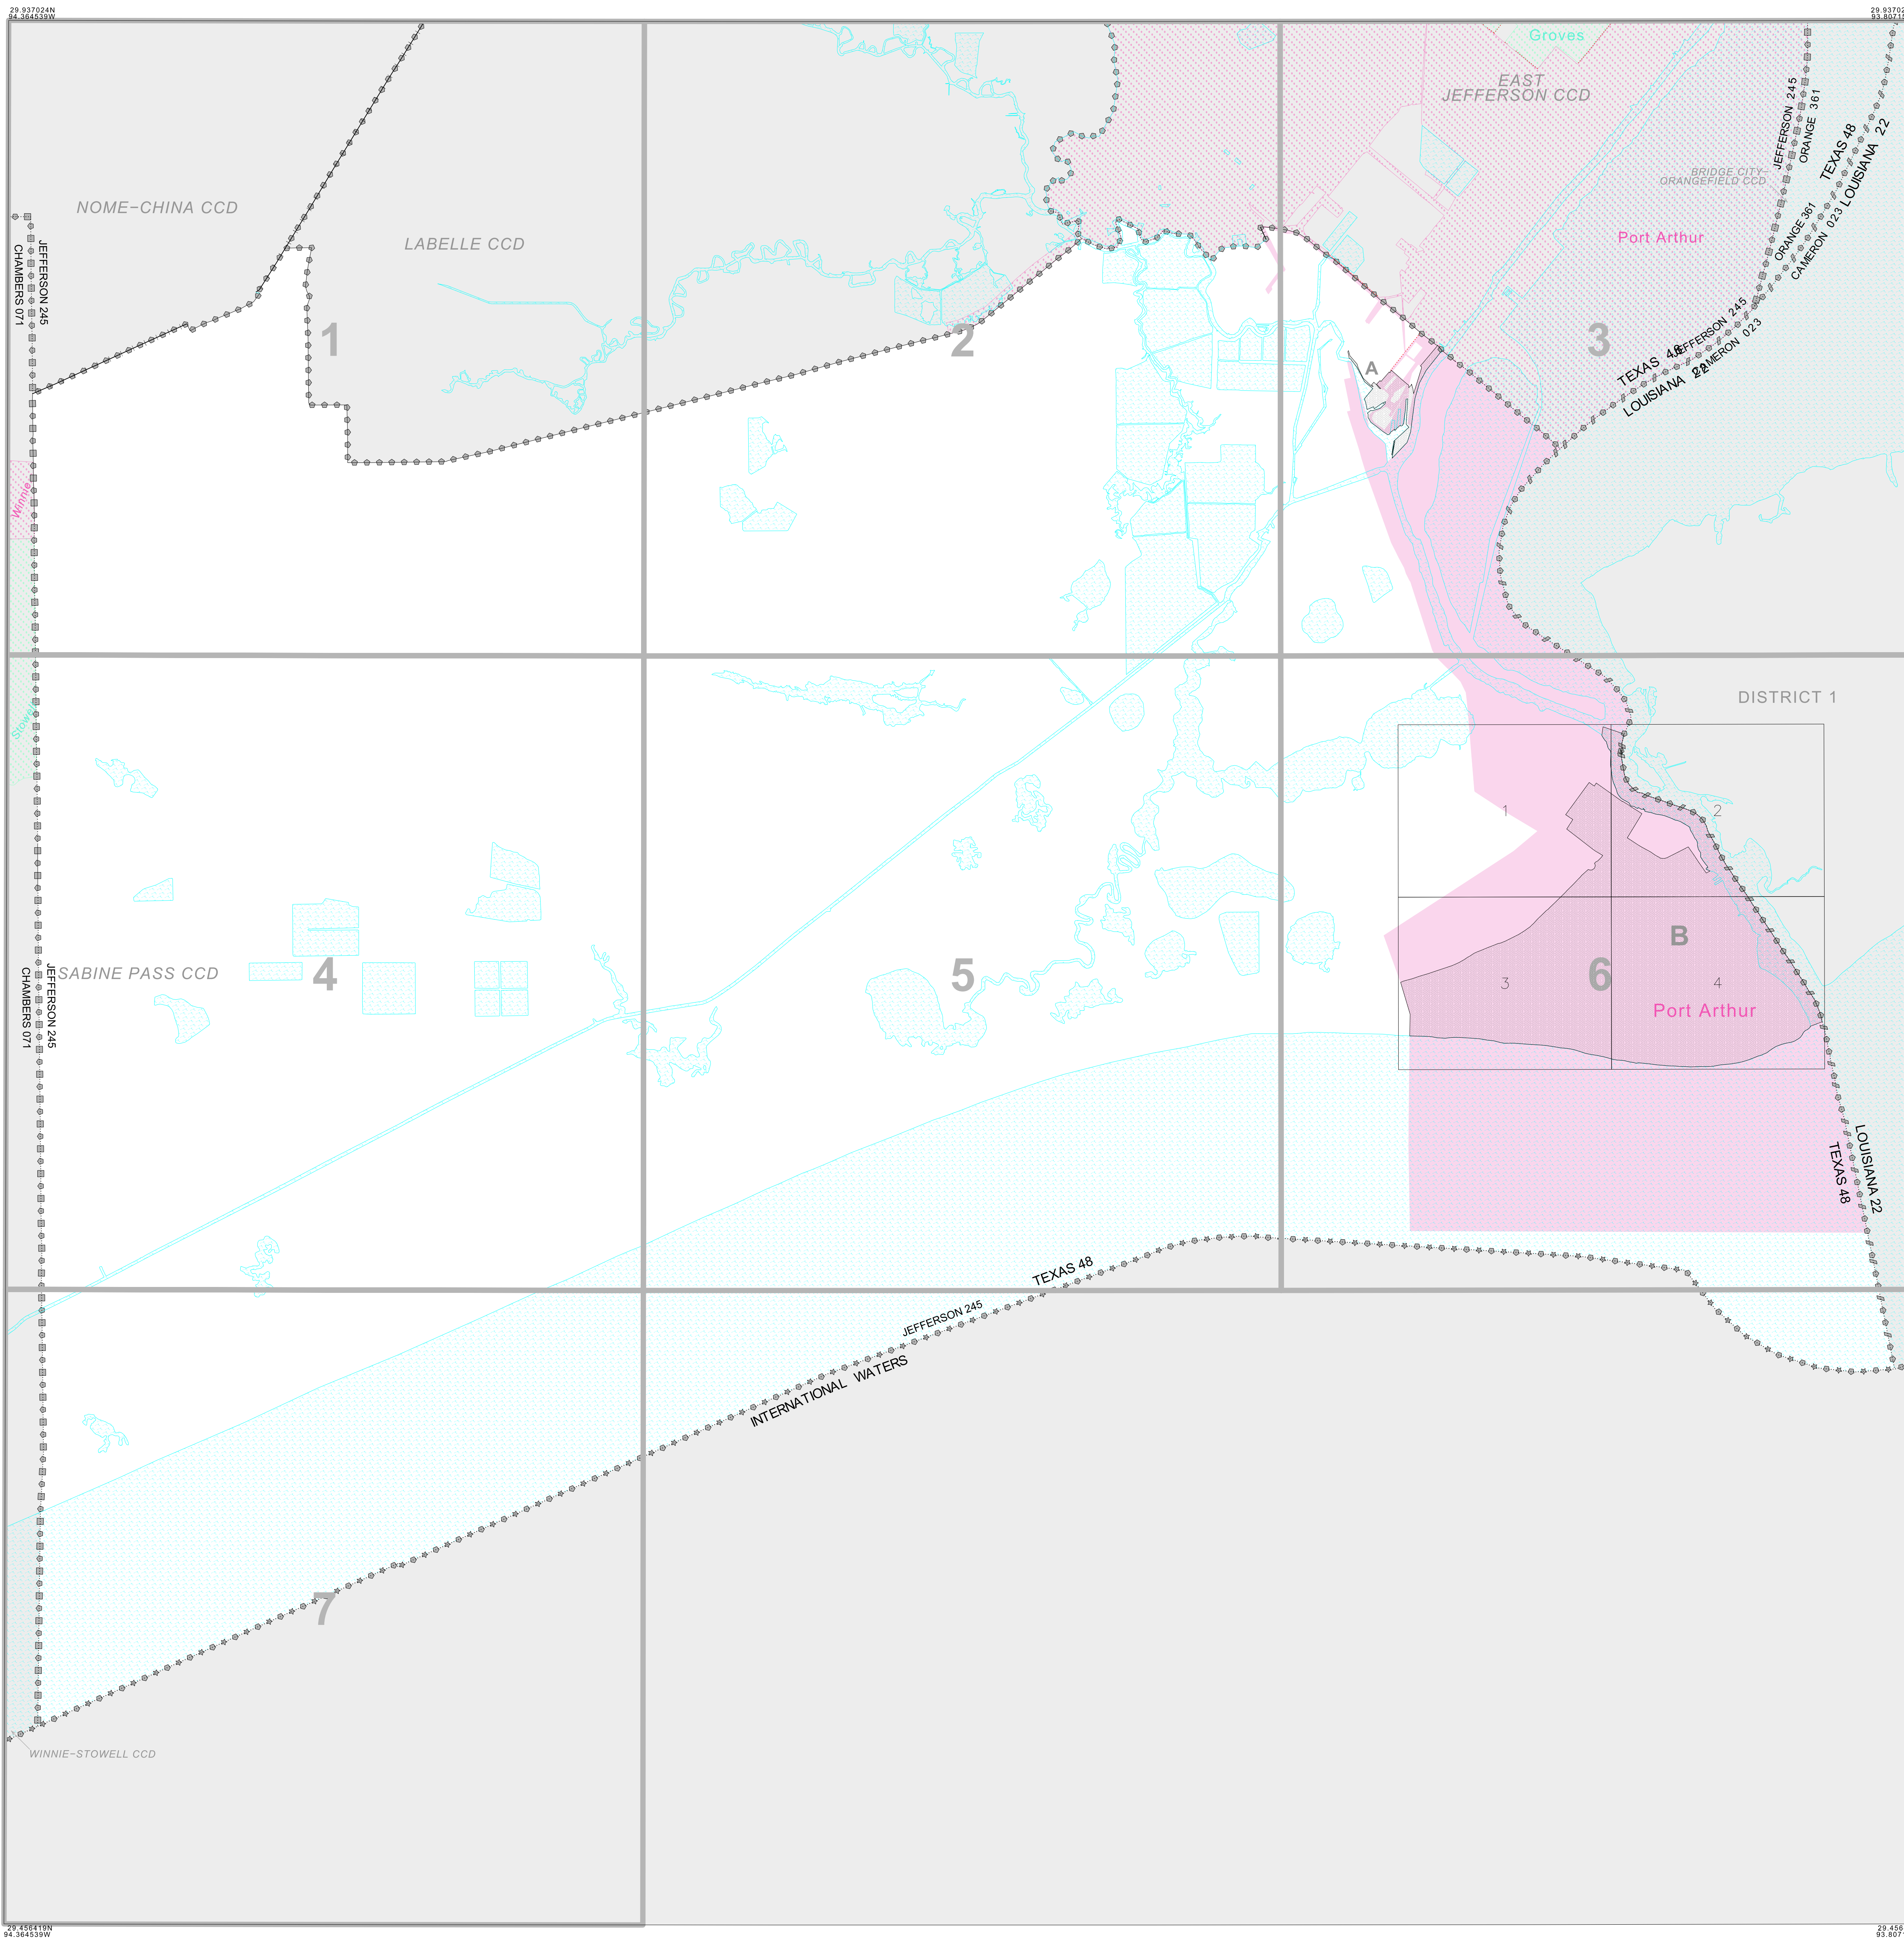 29.937024N
94.364539W
29.93702
93.8071
Groves
EAST
JEFFERSON CCD
JEFFERSON 245
ORANGE 361
TEXAS 48
LOUISIANA 22
BRIDGE CITY-
ORANGEFIELD CCD
NOME-CHINA CCD
LABELLE CCD
Port Arthur
ORANGE 361
CAMERON 023
JEFFERSON 245
CHAMBERS 071
1
2
3
A
JEFFERSON 245
TEXAS 48
CAMERON 023
LOUISIANA 22
Winnie
Stowell
DISTRICT 1
1
2
B
SABINE PASS CCD
4
5
3
6
4
Port Arthur
JEFFERSON 245
CHAMBERS 071
LOUISIANA 22
TEXAS 48
TEXAS 48
JEFFERSON 245
INTERNATIONAL WATERS
7
WINNIE-STOWELL CCD
29.456419N
94.364539W
29.456
93.807